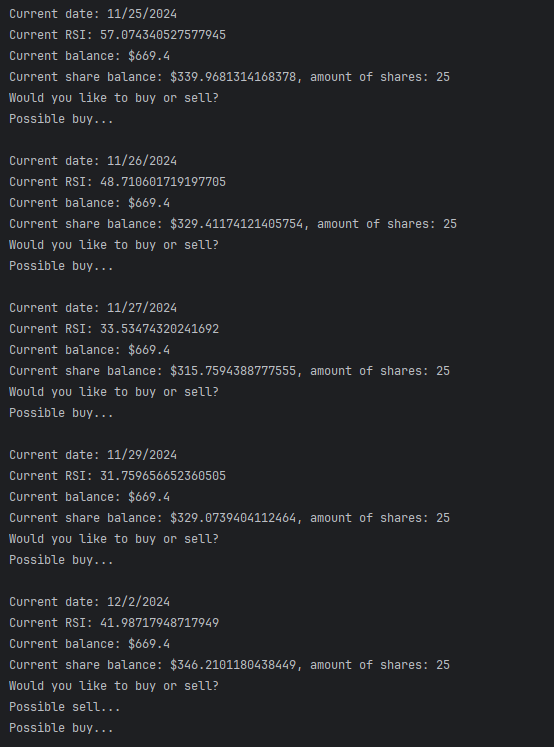 Current date: 11/25/2024
Current RSI: 57.074340527577945
Current balance: $669.4
Current share balance: $339.9681314168378, amount of shares: 25
Would you like to buy or sell?
Possible buy...
Current date: 11/26/2024
Current RSI: 48.710601719197705
Current balance: $669.4
Current share balance: $329.41174121405754, amount of shares: 25
Would you like to buy or sell?
Possible buy...
Current date: 11/27/2024
Current RSI: 33.53474320241692
Current balance: $669.4
Current share balance: $315.7594388777555, amount of shares: 25
Would you like to buy or sell?
Possible buy...
Current date: 11/29/2024
Current RSI: 31.759656652360505
Current balance: $669.4
Current share balance: $329.0739404112464, amount of shares: 25
Would you like to buy or sell?
Possible buy...
Current date: 12/2/2024
Current RSI: 41.98717948717949
Current balance: $669.4
Current share balance: $346.2101180438449, amount of shares: 25
Would you like to buy or sell?
Possible sell...
Possible buy...